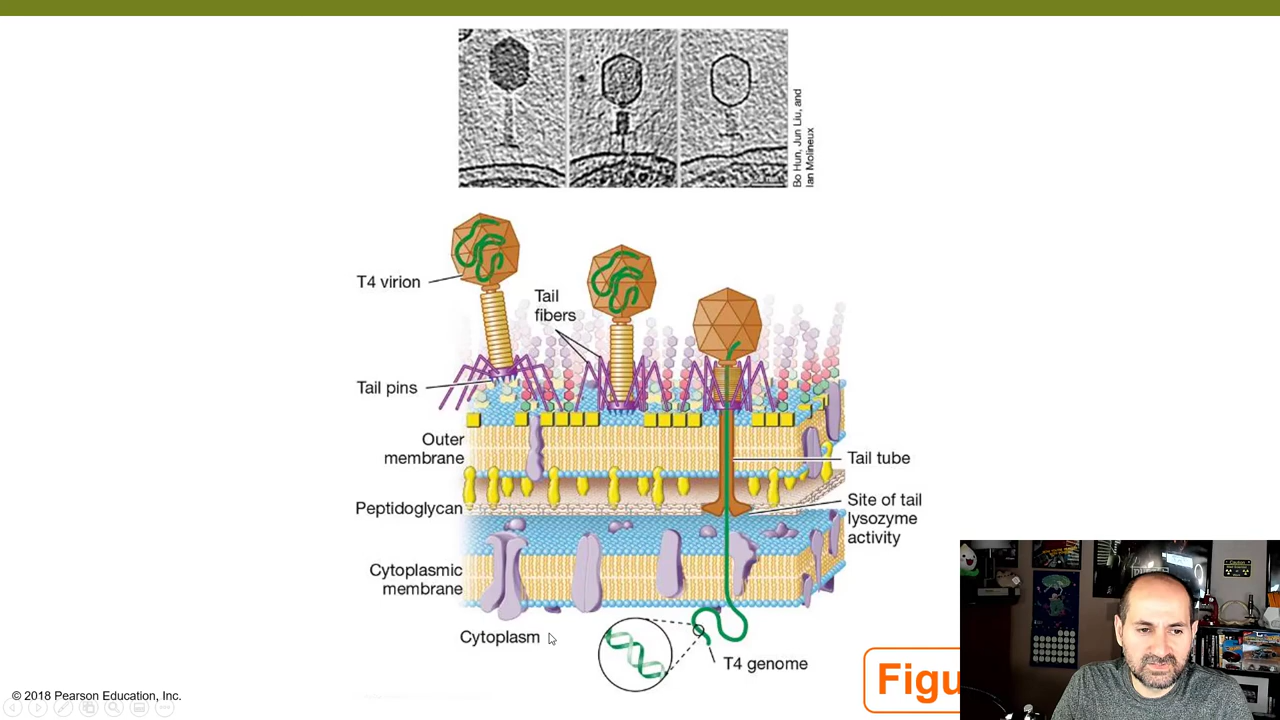 Bo Hun, Jun Liu, and
Ian Molineux
T4 virion
Tail
fibers
Tail pins
Outer
membrane
Tail tube
Peptidoglycan
Site of tail
lysozyme
activity
Cytoplasmic
membrane
Cytoplasm
T4 genome
Figu
© 2018 Pearson Education, Inc.
Caution